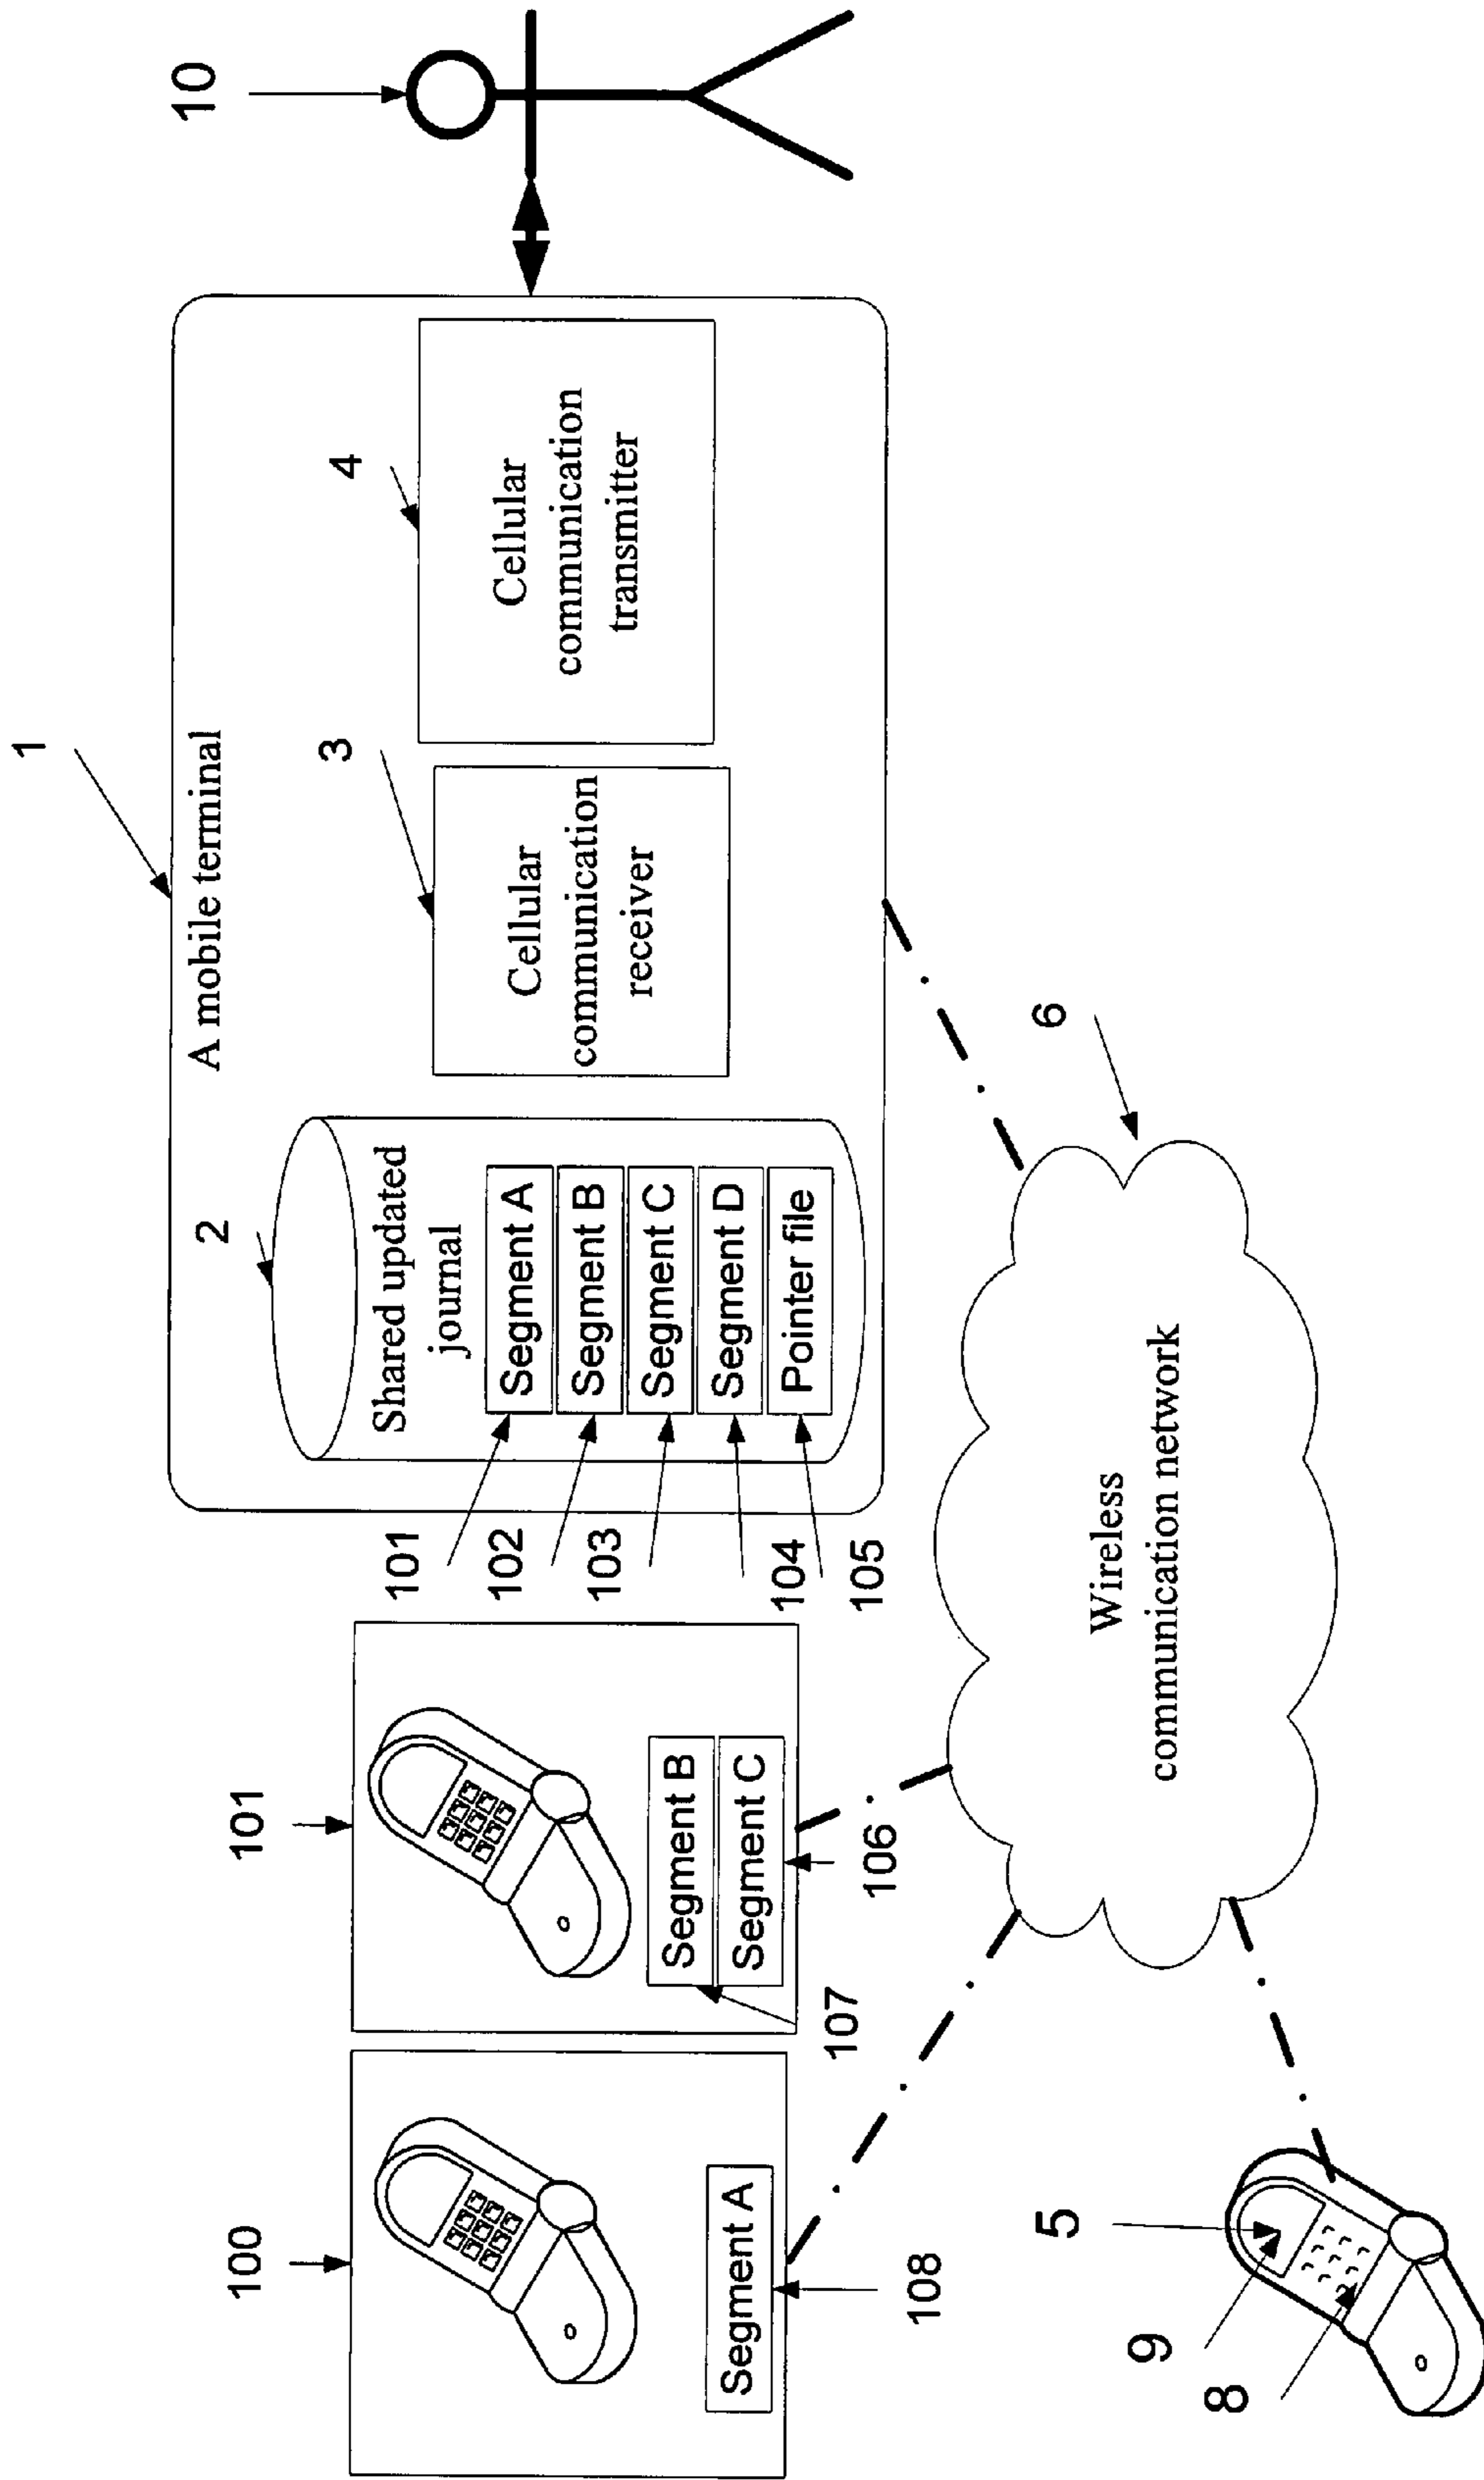 1
A mobile terminal
10
2
Shared updated
journal
Segment A
Segment B
Segment C
Segment D
Pointer file
3
Cellular
communication
receiver
4
Cellular
communication
transmitter
101
102
103
104
105
100
Segment A
108
101
Segment B
Segment C
107
106
6
Wireless
communication network
5
9
8